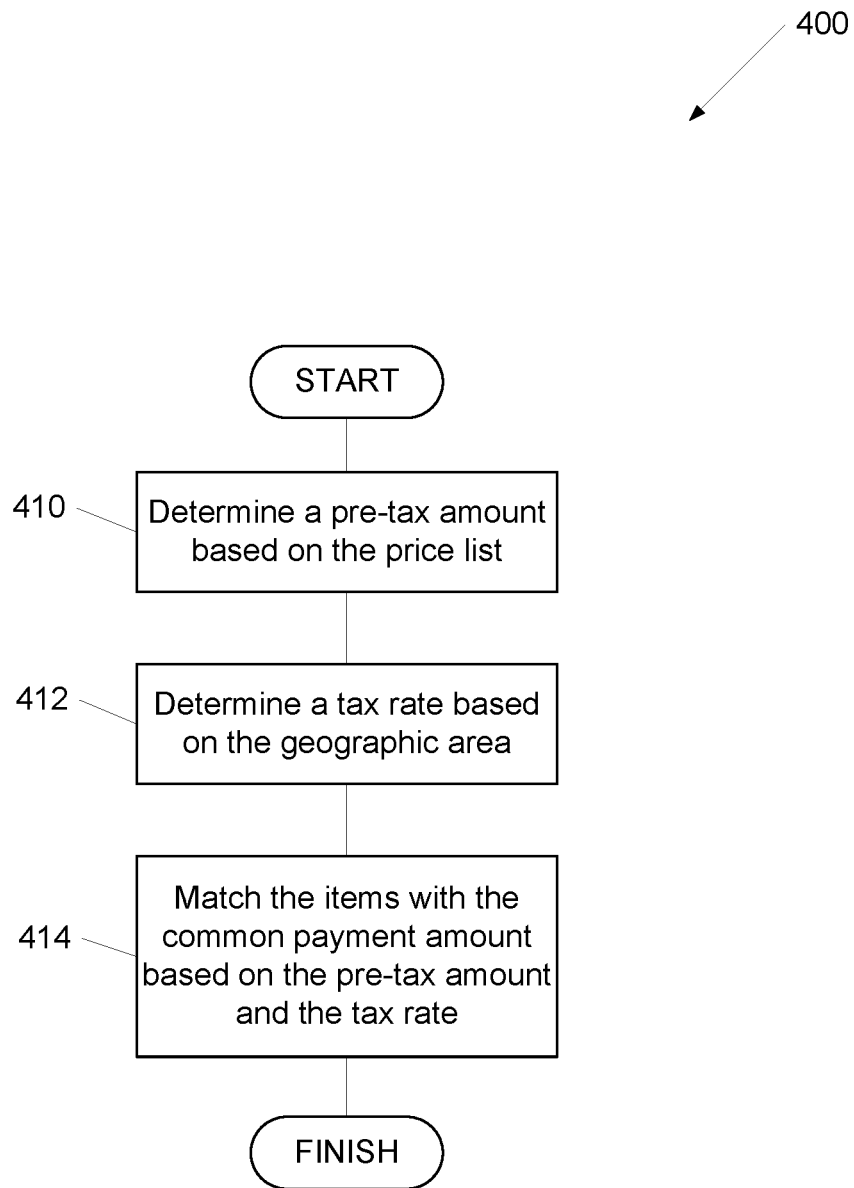 400
START
410
Determine a pre-tax amount
based on the price list
412
Determine a tax rate based
on the geographic area
414
Match the items with the
common payment amount
based on the pre-tax amount
and the tax rate
FINISH